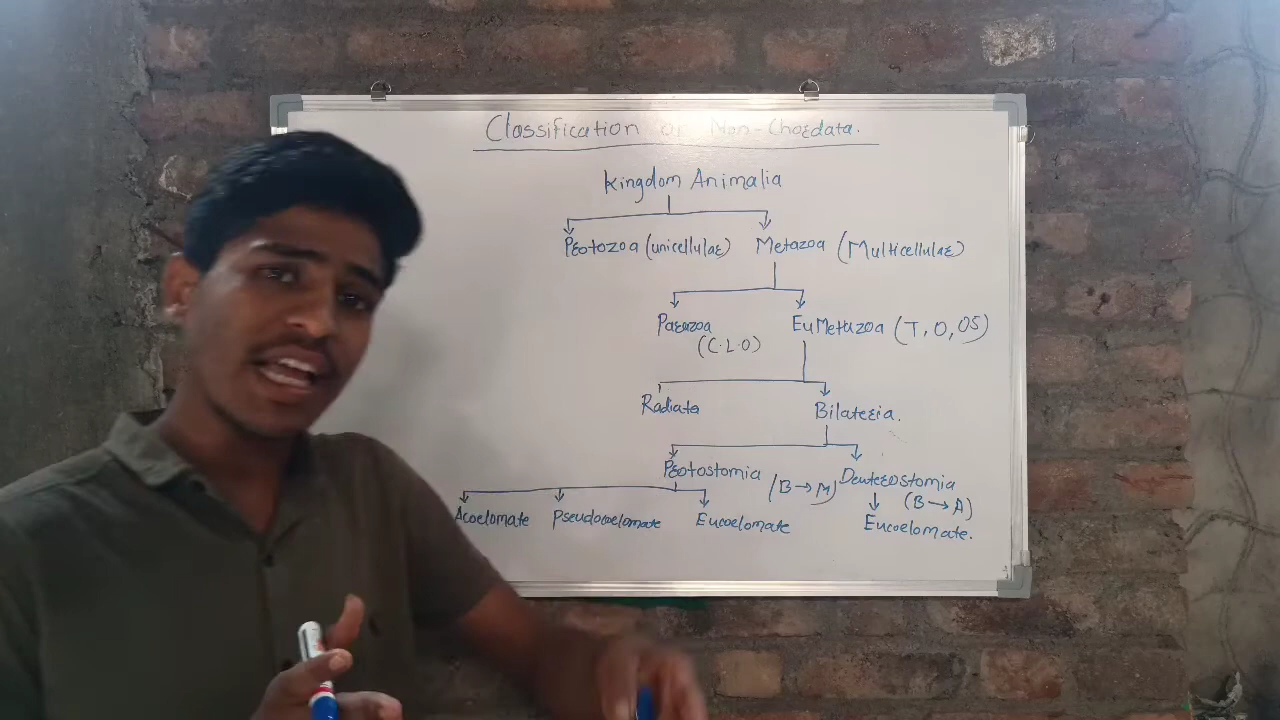 Classification of Non-Chordata.
Kingdom Animalia
Protozoa (unicellular) Metazoa (Multicellular)
Parazoa EuMetazoa (T, O, OS)
(C.L.O)
Radiata Bilateria.
Protostomia (B→M) Deuterostomia
(B→A)
Acoelomate Pseudocoelomate Eucoelomate Eucoelomate.